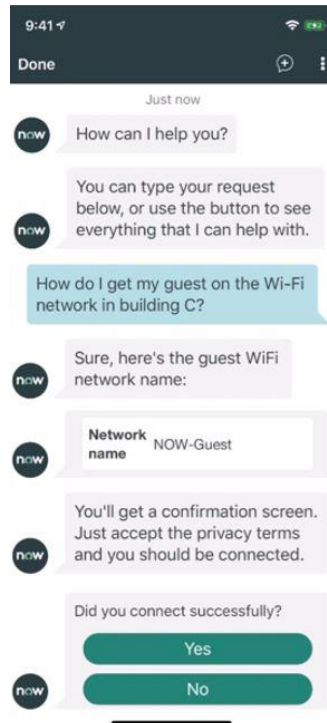 9:41
Done
Just now
now
How can I help you?
You can type your request
below, or use the button to see
everything that I can help with.
now
How do I get my guest on the Wi-Fi
network in building C?
Sure, here's the guest WiFi
network name:
now
Network
name
NOW-Guest
now
You'll get a confirmation screen.
Just accept the privacy terms
and you should be connected.
now
Did you connect successfully?
Yes
No
now